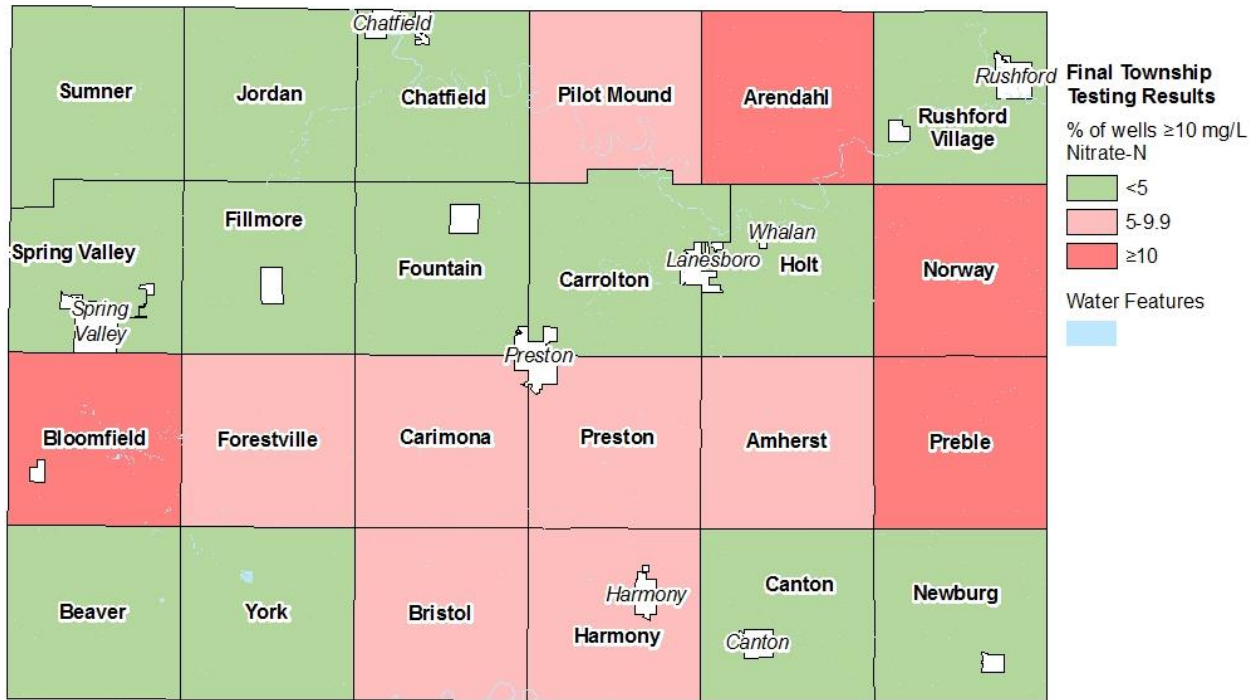 Chatfield
Sumner
Jordan
Chatfield
Pilot Mound
Arendahl
Rushford
Rushford
Village
Spring Valley
Fillmore
Fountain
Carrolton
Lanesboro
Whalan
Holt
Norway
Spring
Valley
Preston
Bloomfield
Forestville
Carimona
Preston
Amherst
Preble
Beaver
York
Bristol
Harmony
Harmony
Canton
Canton
Newburg
Final Township
Testing Results
% of wells ≥10 mg/L
Nitrate-N
<5
5-9.9
≥10
Water Features